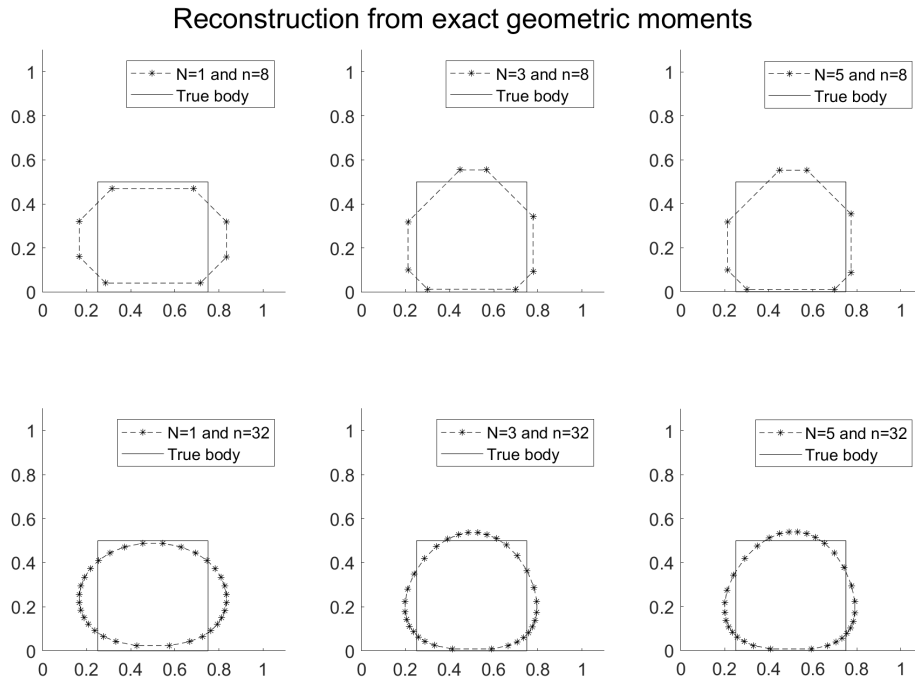 Reconstruction from exact geometric moments
N=1 and n=8
True body
1
0.8
0.6
0.4
0.2
0
0 0.2 0.4 0.6 0.8 1
N=3 and n=8
True body
1
0.8
0.6
0.4
0.2
0
0 0.2 0.4 0.6 0.8 1
N=5 and n=8
True body
1
0.8
0.6
0.4
0.2
0
0 0.2 0.4 0.6 0.8 1
N=1 and n=32
True body
1
0.8
0.6
0.4
0.2
0
0 0.2 0.4 0.6 0.8 1
N=3 and n=32
True body
1
0.8
0.6
0.4
0.2
0
0 0.2 0.4 0.6 0.8 1
N=5 and n=32
True body
1
0.8
0.6
0.4
0.2
0
0 0.2 0.4 0.6 0.8 1